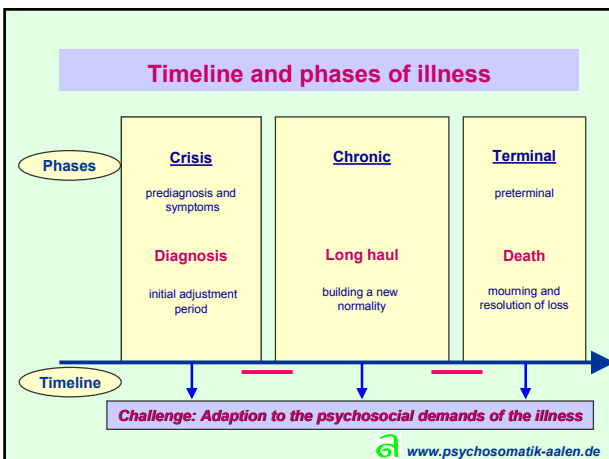 Timeline and phases of illness
Phases
Crisis
prediagnosis and
symptoms
Diagnosis
initial adjustment
period
Chronic
Long haul
building a new
normality
Terminal
preterminal
Death
mourning and
resolution of loss
Timeline
Challenge: Adaption to the psychosocial demands of the illness
a www.psychosomatik-aalen.de